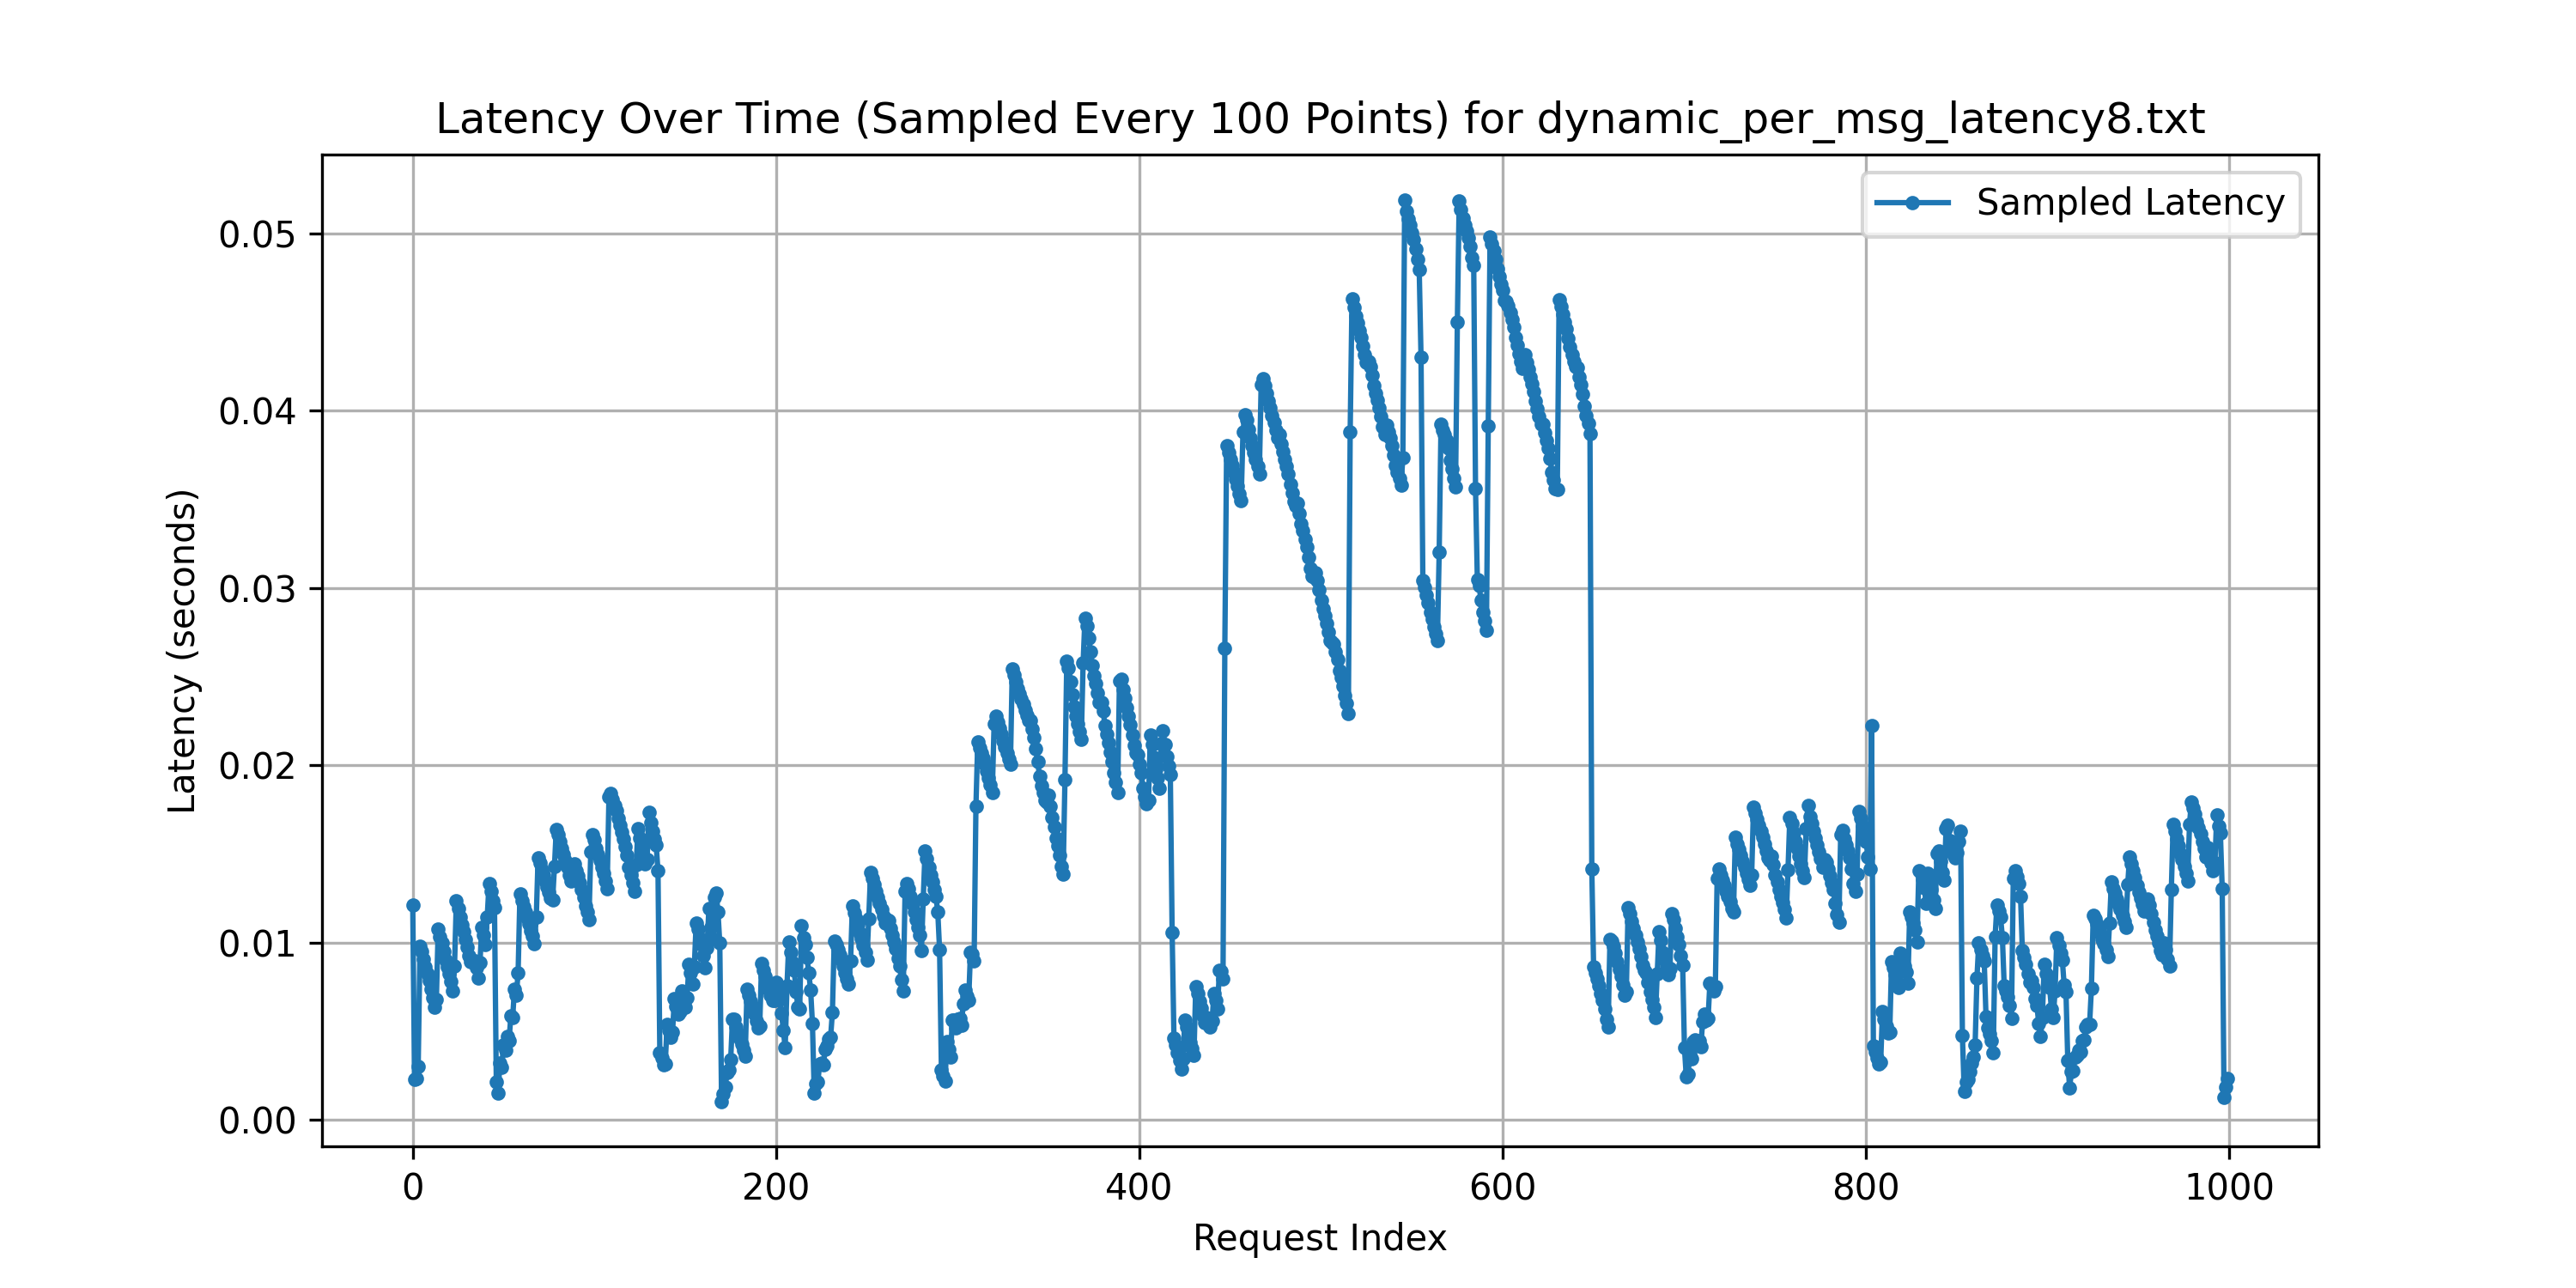 Latency Over Time (Sampled Every 100 Points) for dynamic_per_msg_latency8.txt
Sampled Latency
Latency (seconds)
0.05
0.04
0.03
0.02
0.01
0.00
0 200 400 600 800 1000
Request Index